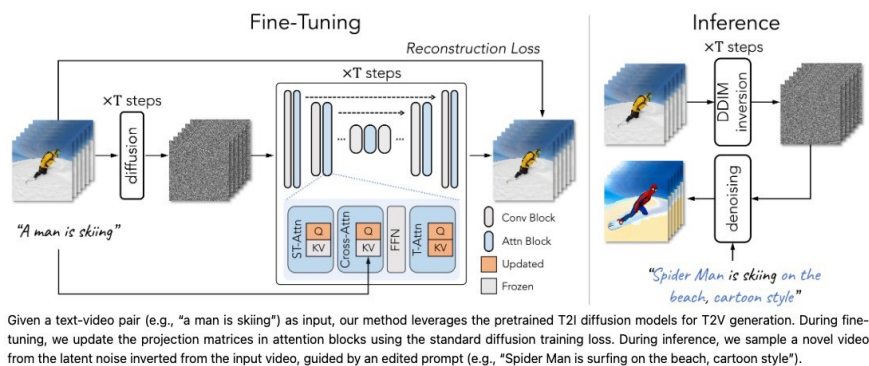 Fine-Tuning
Inference
Reconstruction Loss
×T steps
×T steps
×T steps
diffusion
DDIM
inversion
denoising
...
...
"A man is skiing"
ST-Attn
Q
KV
Cross-Attn
Q
KV
FFN
T-Attn
Q
KV
Conv Block
Attn Block
Updated
Frozen
"Spider Man is skiing on the
beach, cartoon style"
Given a text-video pair (e.g., “a man is skiing”) as input, our method leverages the pretrained T2I diffusion models for T2V generation. During fine-
tuning, we update the projection matrices in attention blocks using the standard diffusion training loss. During inference, we sample a novel video
from the latent noise inverted from the input video, guided by an edited prompt (e.g., “Spider Man is surfing on the beach, cartoon style”).